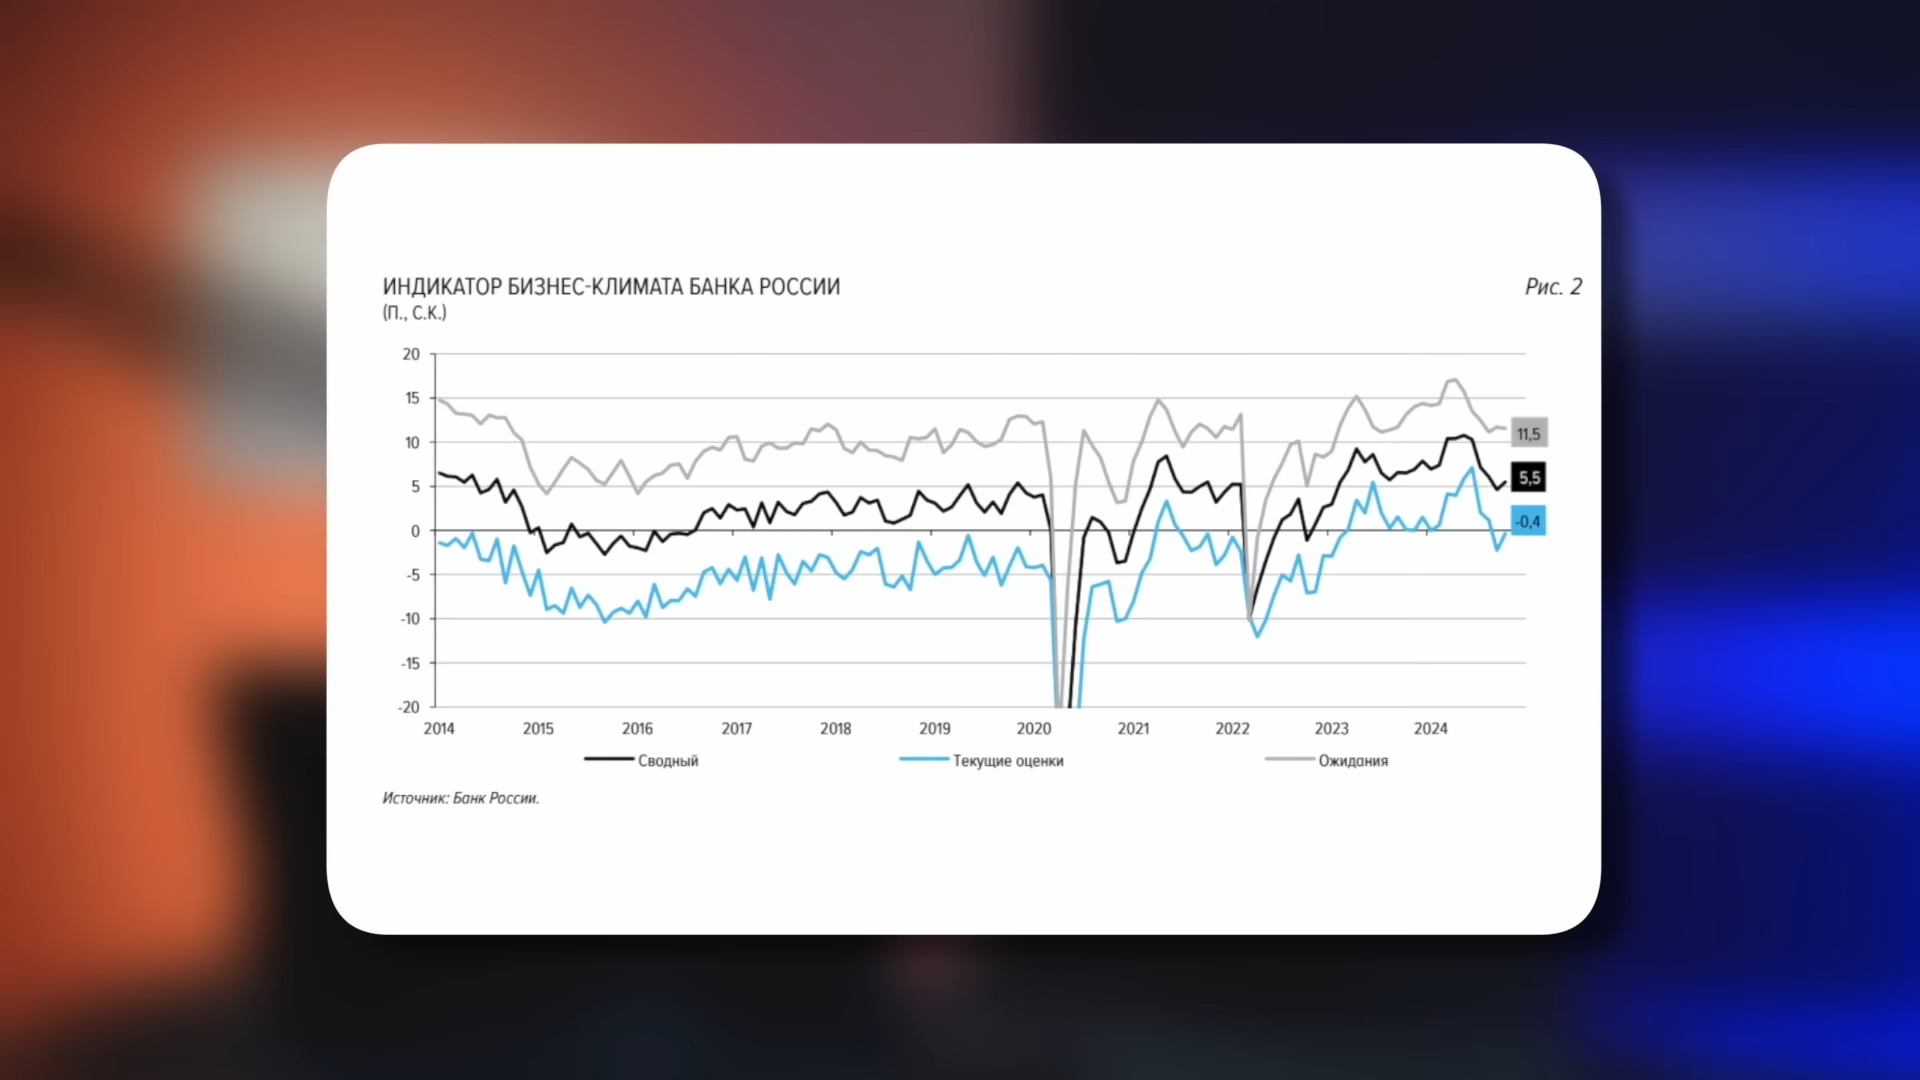 ИНДИКАТОР БИЗНЕС-КЛИМАТА БАНКА РОССИИ
Рис. 2
(П., С.К.)
20
15
10
5
0
-5
-10
-15
-20
11,5
5,5
-0,4
2014 2015 2016 2017 2018 2019 2020 2021 2022 2023 2024
Сводный Текущие оценки Ожидания
Источник: Банк России.